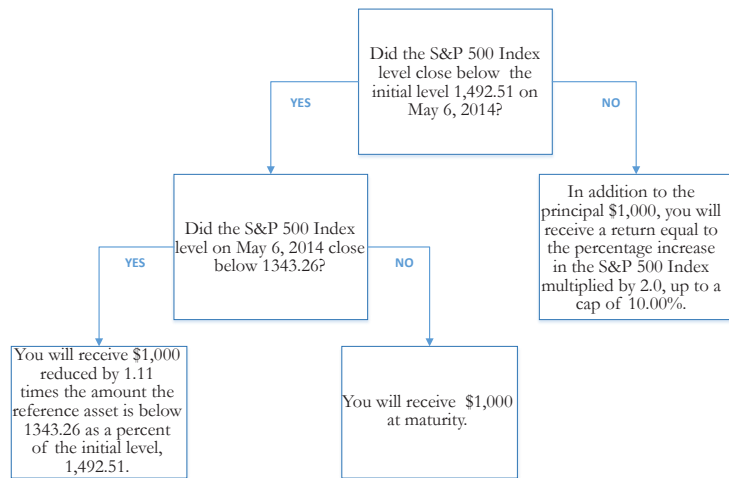 Did the S&P 500 Index
level close below the
initial level 1,492.51 on
May 6, 2014?
YES
NO
Did the S&P 500 Index
level on May 6, 2014 close
below 1343.26?
In addition to the
principal $1,000, you will
receive a return equal to
the percentage increase
in the S&P 500 Index
multiplied by 2.0, up to a
cap of 10.00%.
YES
NO
You will receive $1,000
reduced by 1.11
times the amount the
reference asset is below
1343.26 as a percent
of the initial level,
1,492.51.
You will receive $1,000
at maturity.